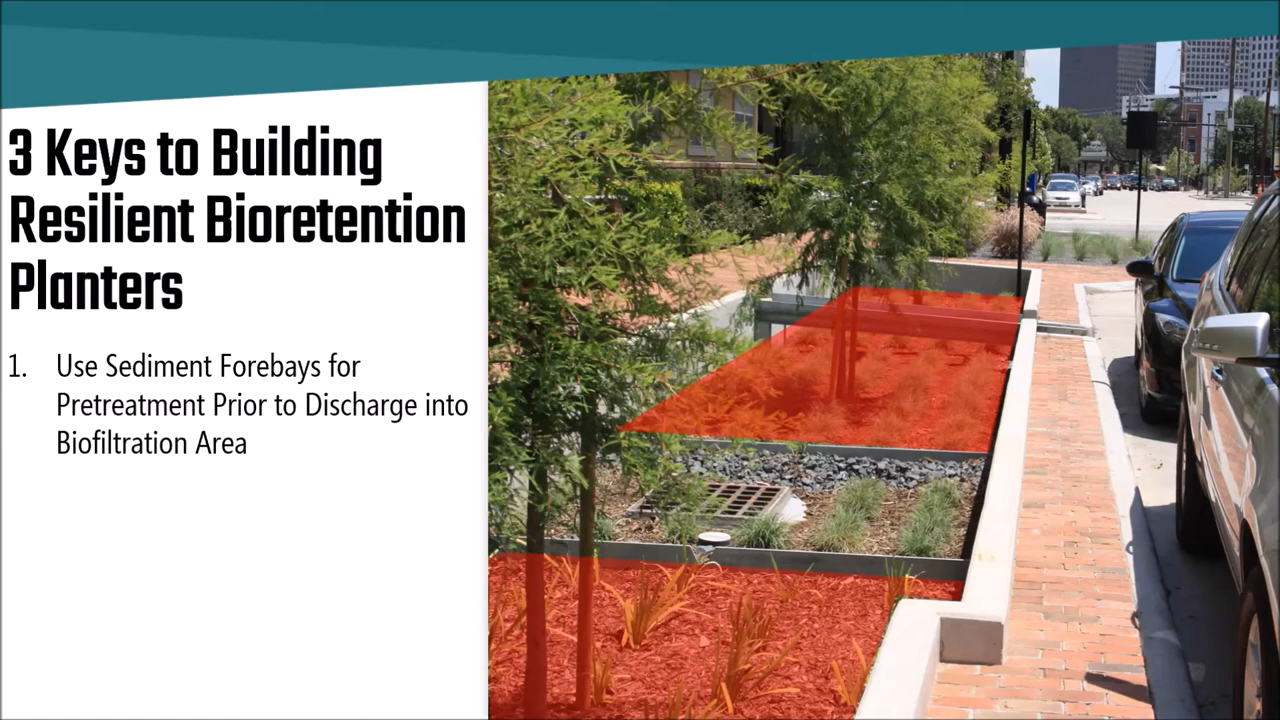 3 Keys to Building
Resilient Bioretention
Planters
1. Use Sediment Forebays for
Pretreatment Prior to Discharge into
Biofiltration Area